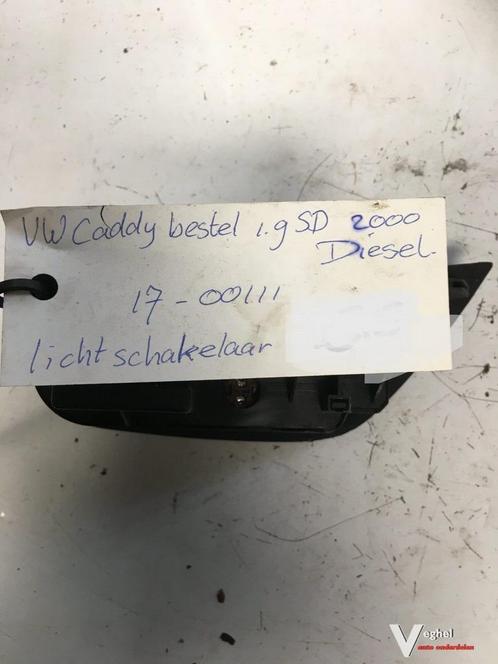 VW Caddy bestel 1.9 SD 2000
Diesel.
17-00111
lichtschakelaar
Veghel
auto onderdelen